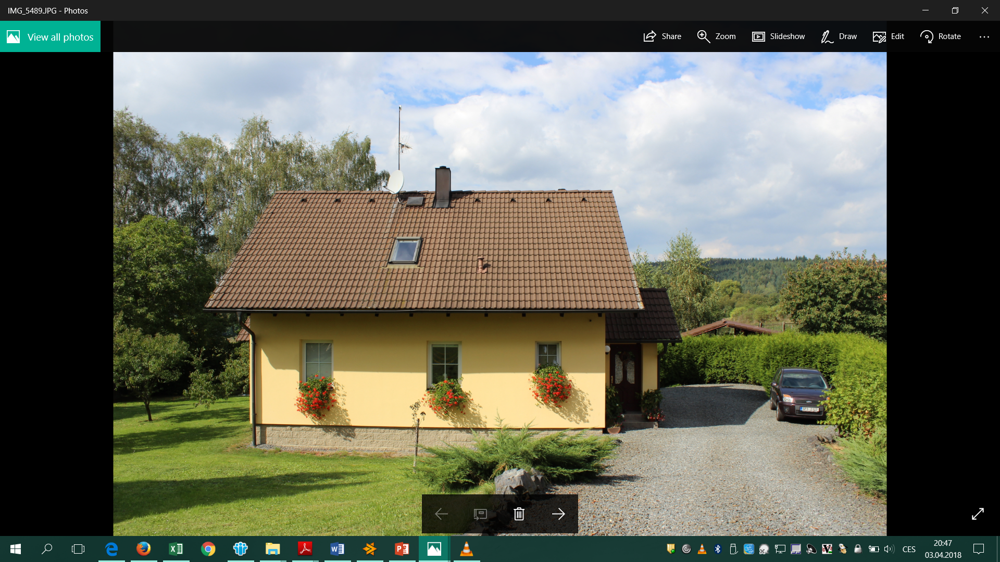 IMG_5489.JPG - Photos
View all photos
Share
Zoom
Slideshow
Draw
Edit
Rotate
CES
20:47
03.04.2018